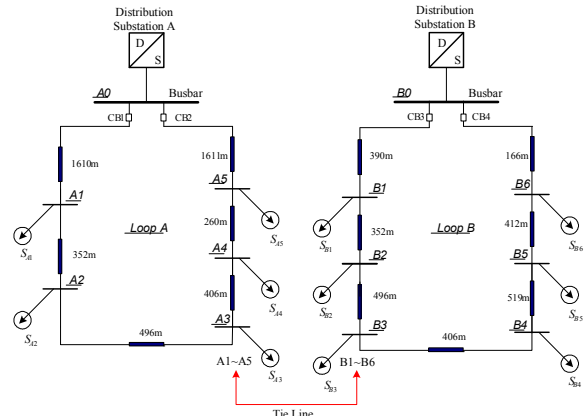 Distribution
Substation A
D
S
A0
Busbar
CB1
CB2
1610m
1611m
A1
A5
Loop A
260m
S_A1
S_A5
352m
A4
A2
406m
S_A4
S_A2
A3
496m
S_A3
A1~A5
Distribution
Substation B
D
S
B0
Busbar
CB3
CB4
390m
166m
B1
B6
352m
Loop B
412m
S_B1
S_B6
B2
B5
496m
519m
S_B2
S_B5
B3
B4
406m
S_B3
S_B4
B1~B6
Tie Line